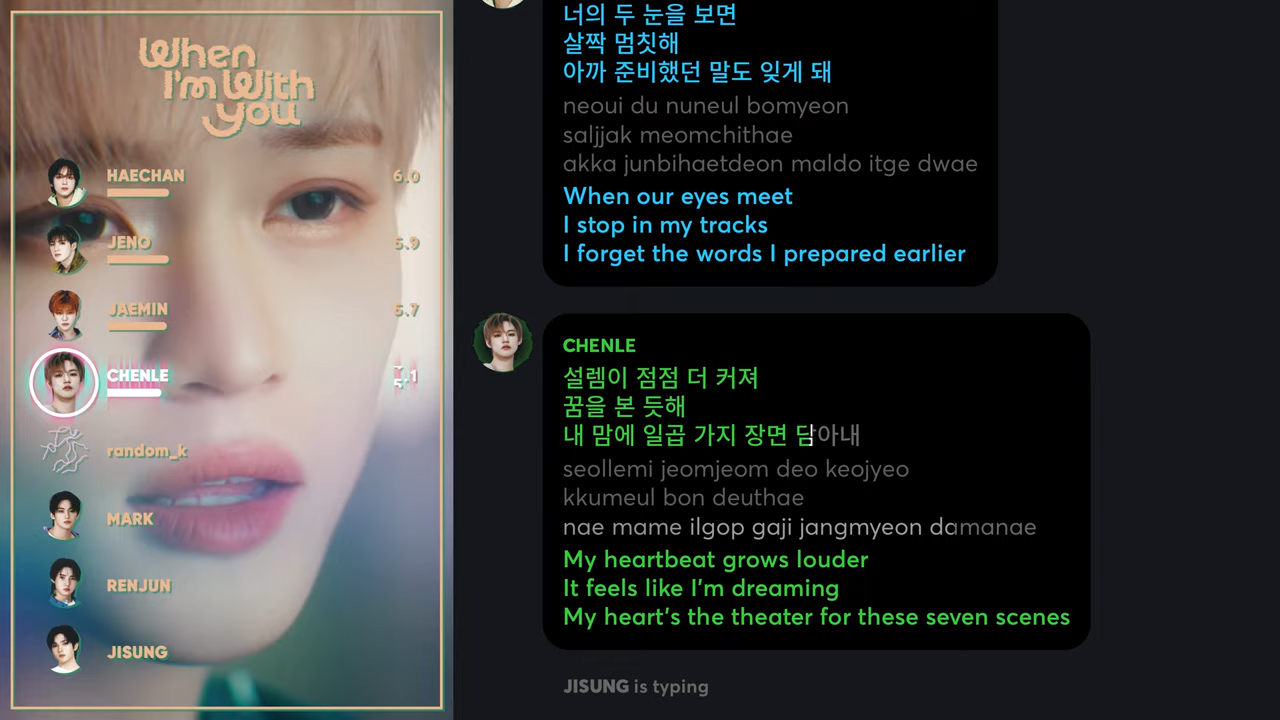 When
I'm With
you
HAECHAN 6.0
JENO 5.9
JAEMIN 5.7
CHENLE 5.1
random_k
MARK
RENJUN
JISUNG
너의 두 눈을 보면
살짝 멈칫해
아까 준비했던 말도 잊게 돼
neoui du nuneul bomyeon
saljjak meomchithae
akka junbihaetdeon maldo itge dwae
When our eyes meet
I stop in my tracks
I forget the words I prepared earlier
CHENLE
설렘이 점점 더 커져
꿈을 본 듯해
내 맘에 일곱 가지 장면 담아내
seollemi jeomjeom deo keojyeo
kkumeul bon deuthae
nae mame ilgop gaji jangmyeon damanae
My heartbeat grows louder
It feels like I'm dreaming
My heart's the theater for these seven scenes
JISUNG is typing